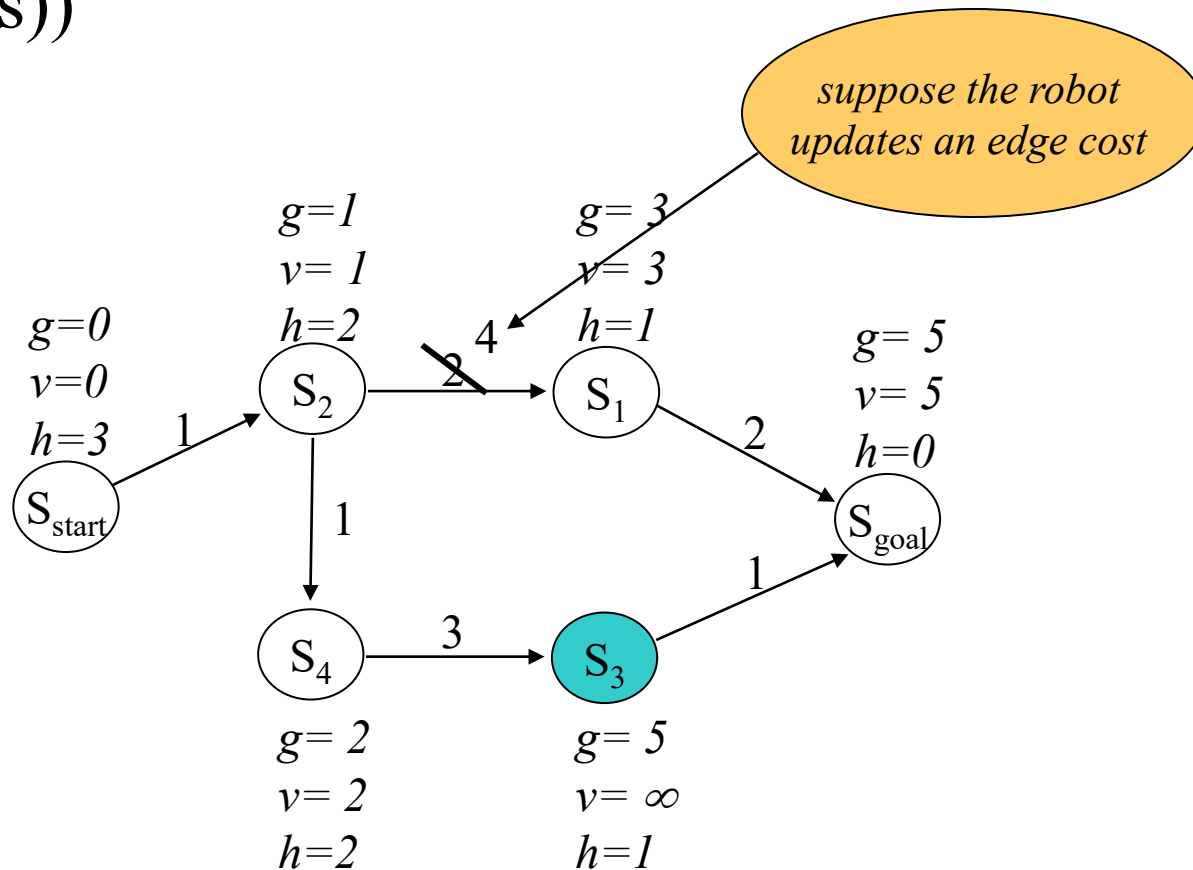 s))
suppose the robot
updates an edge cost
g=1
v= 1
h=2
g= 3
v= 3
h=1
g=0
v=0
h=3
g= 5
v= 5
h=0
4
2
S2
S1
1
2
Sstart
Sgoal
1
1
3
S4
S3
g= 2
v= 2
h=2
g= 5
v= ∞
h=1